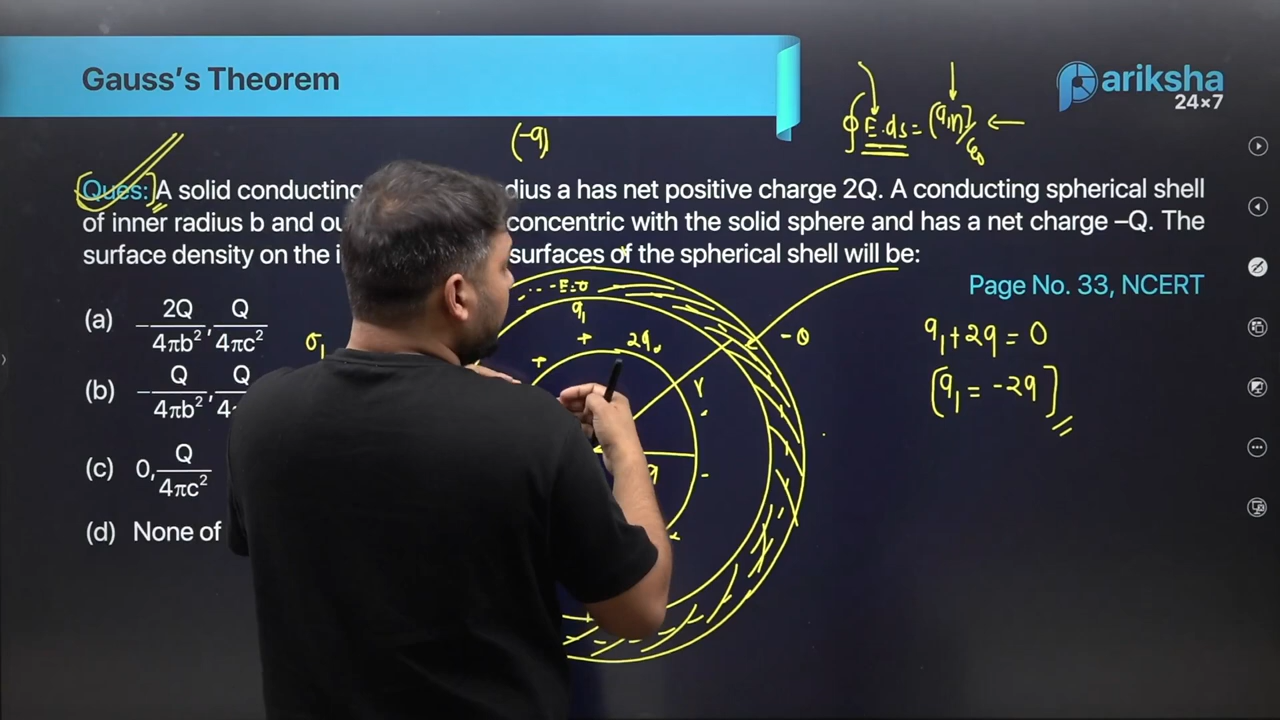 Gauss's Theorem
Pariksha
24×7
∮ E.ds = [qin]/ε0 ←
(-q)
Ques: A solid conducting dius a has net positive charge 2Q. A conducting spherical shell
of inner radius b and ou concentric with the solid sphere and has a net charge –Q. The
surface density on the i surfaces of the spherical shell will be:
Page No. 33, NCERT
(a) -2Q/4πb², Q/4πc²
(b) -Q/4πb², Q/4
(c) 0, Q/4πc²
(d) None of
σ1
E=0
q1
+ + 2q
r
-Q
q1+2q = 0
[q1 = -2q]